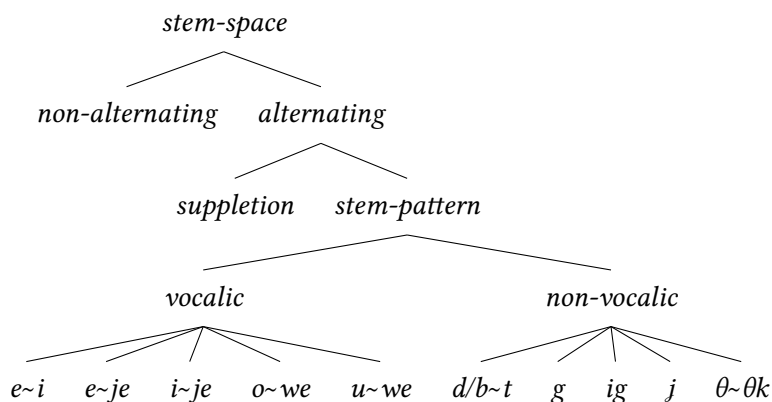 stem-space
non-alternating alternating
suppletion stem-pattern
vocalic non-vocalic
e~i e~je i~je o~we u~we d/b~t g ig ɟ θ~θk